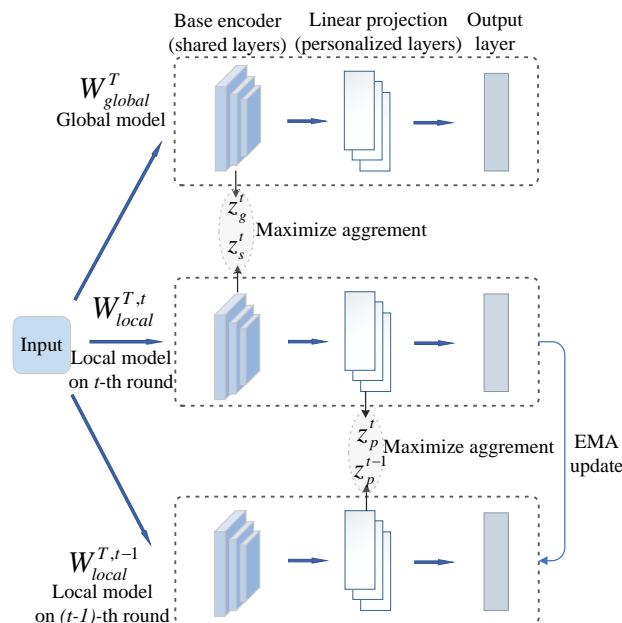 Base encoder
(shared layers)
Linear projection
(personalized layers)
Output
layer
W^T_global
Global model
z^t_g
z^t_s
Maximize aggrement
W^{T,t}_local
Input
Local model
on t-th round
z^t_p
z^{t-1}_p
Maximize aggrement
EMA
update
W^{T,t-1}_local
Local model
on (t-1)-th round